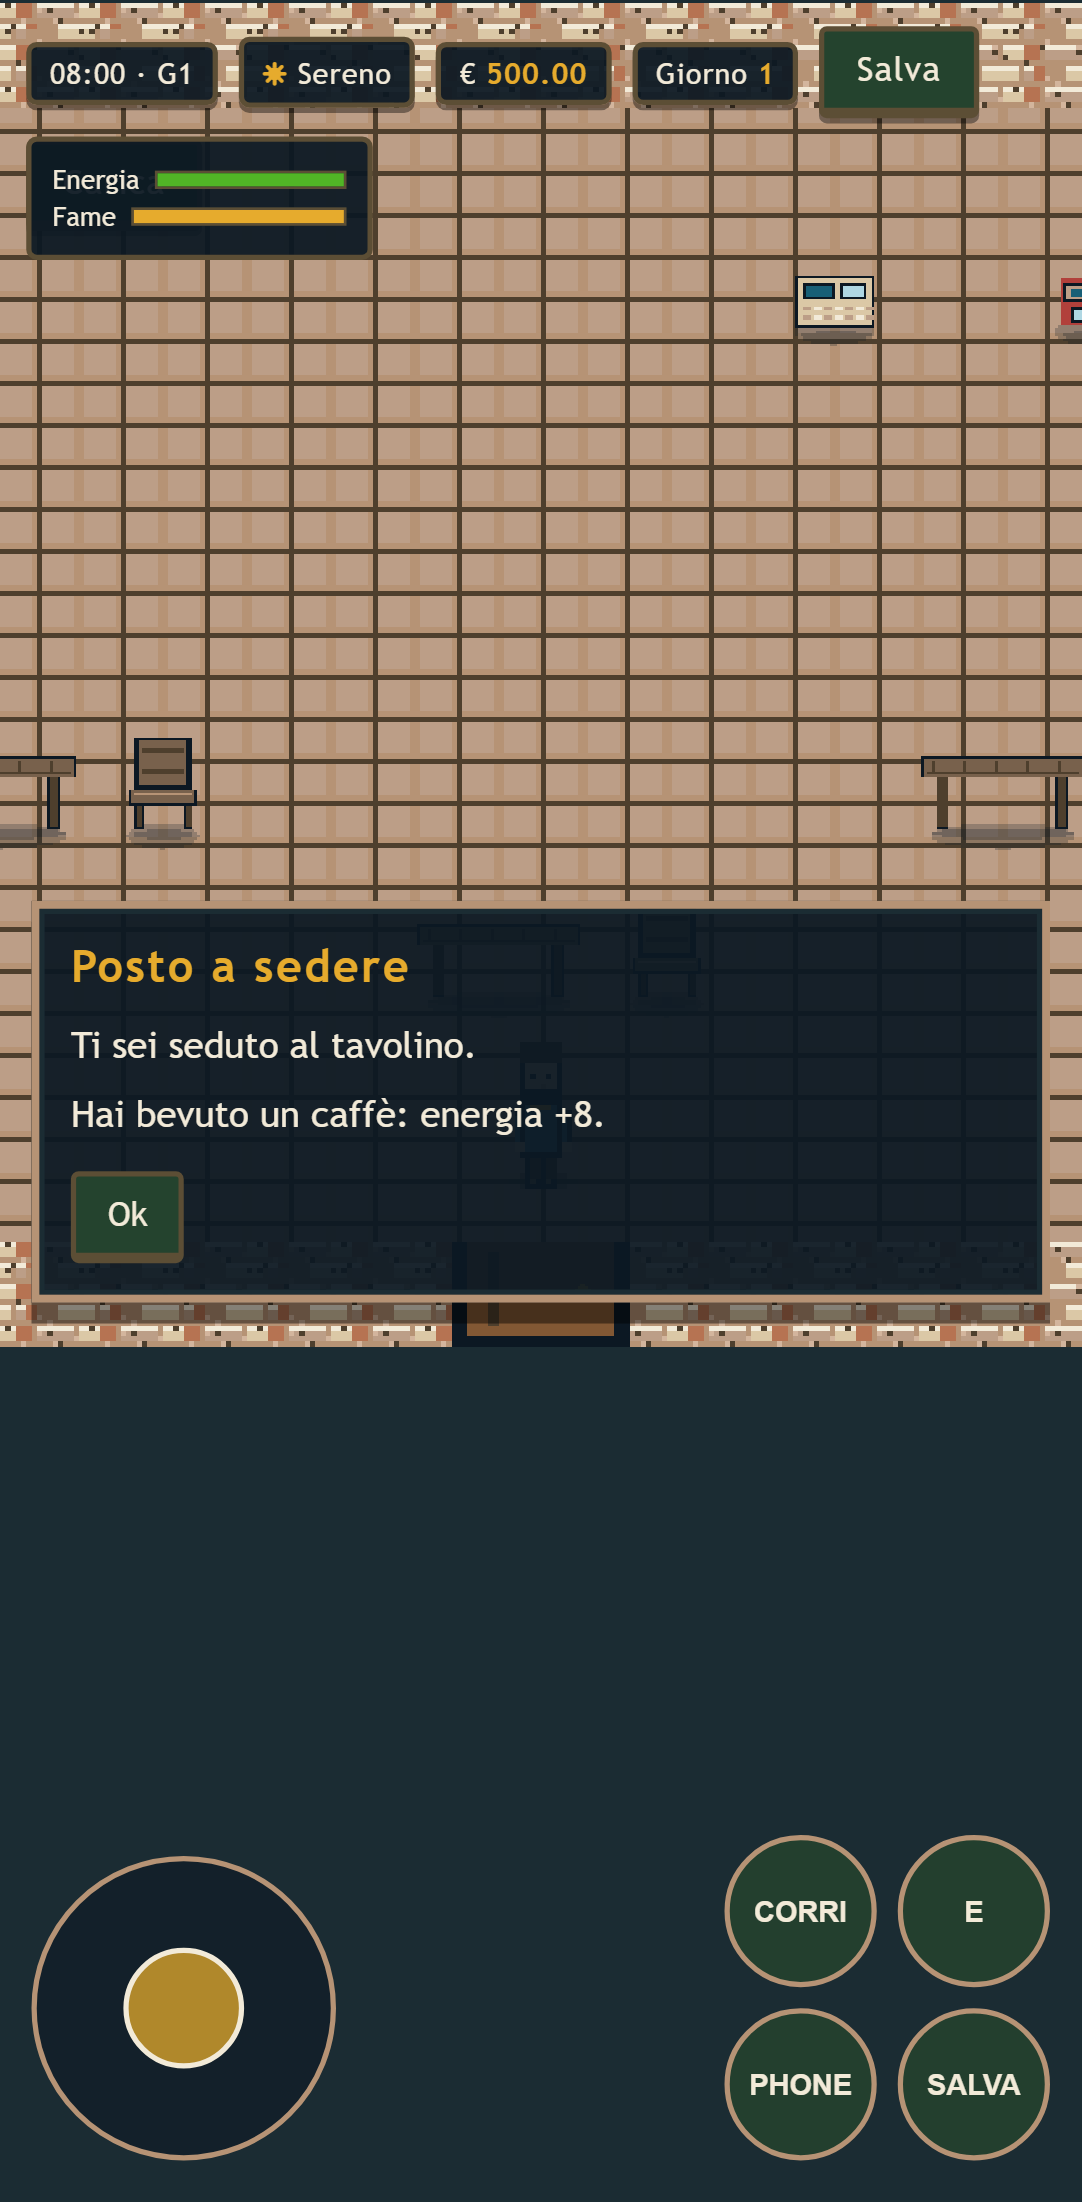 08:00 · G1
Sereno
€ 500.00
Giorno 1
Salva
Energia
Fame
Posto a sedere
Ti sei seduto al tavolino.
Hai bevuto un caffè: energia +8.
Ok
CORRI
E
PHONE
SALVA